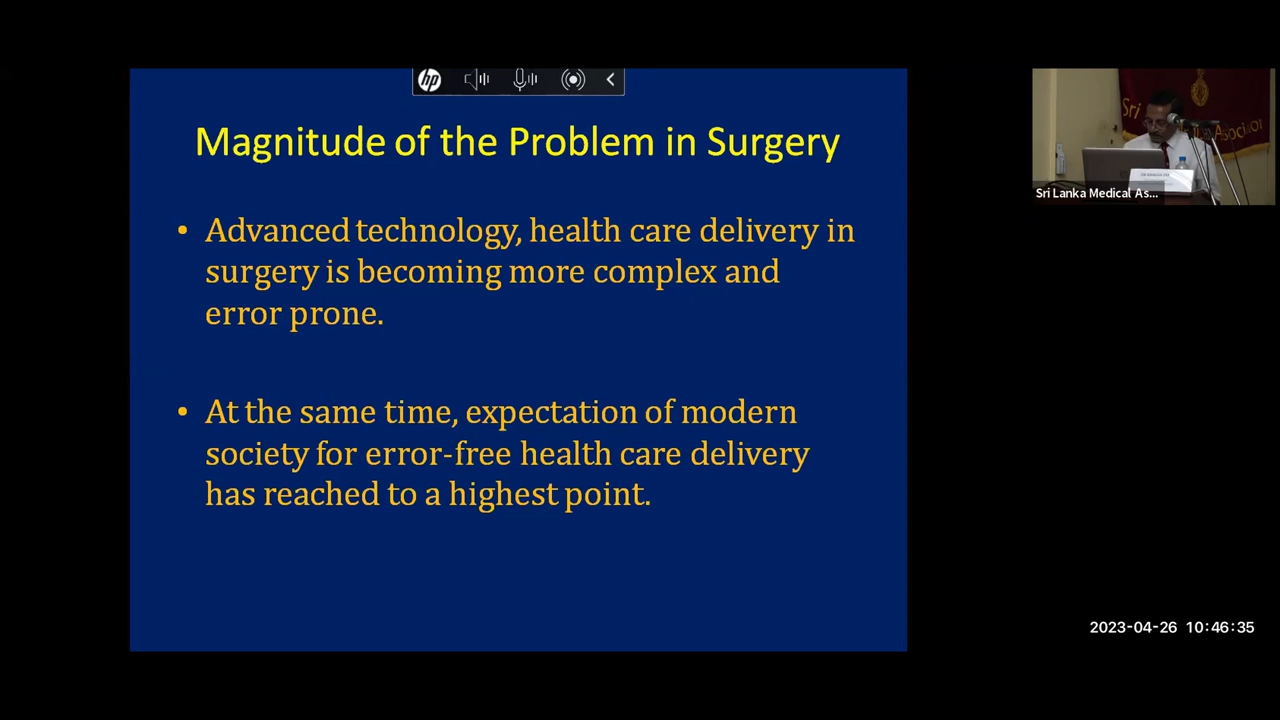 hp
Magnitude of the Problem in Surgery
• Advanced technology, health care delivery in
surgery is becoming more complex and
error prone.
• At the same time, expectation of modern
society for error-free health care delivery
has reached to a highest point.
Sri
Sri Lanka Medical As...
2023-04-26 10:46:35